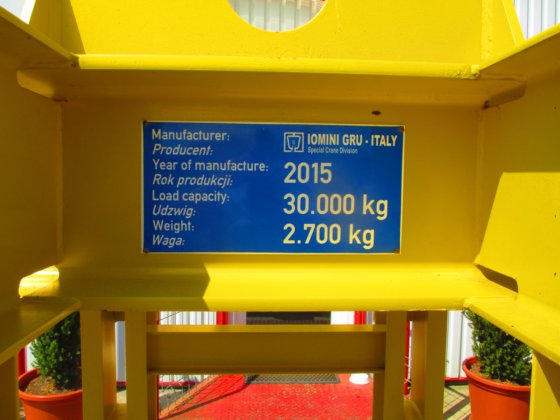 Manufacturer: IOMINI GRU - ITALY
Producent: Special Crane Division
Year of manufacture: 2015
Rok produkcji:
Load capacity: 30.000 kg
Udzwig:
Weight: 2.700 kg
Waga: